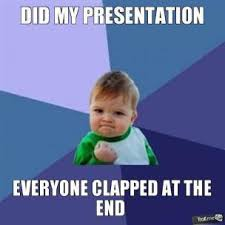 DID MY PRESENTATION
EVERYONE CLAPPED AT THE
END